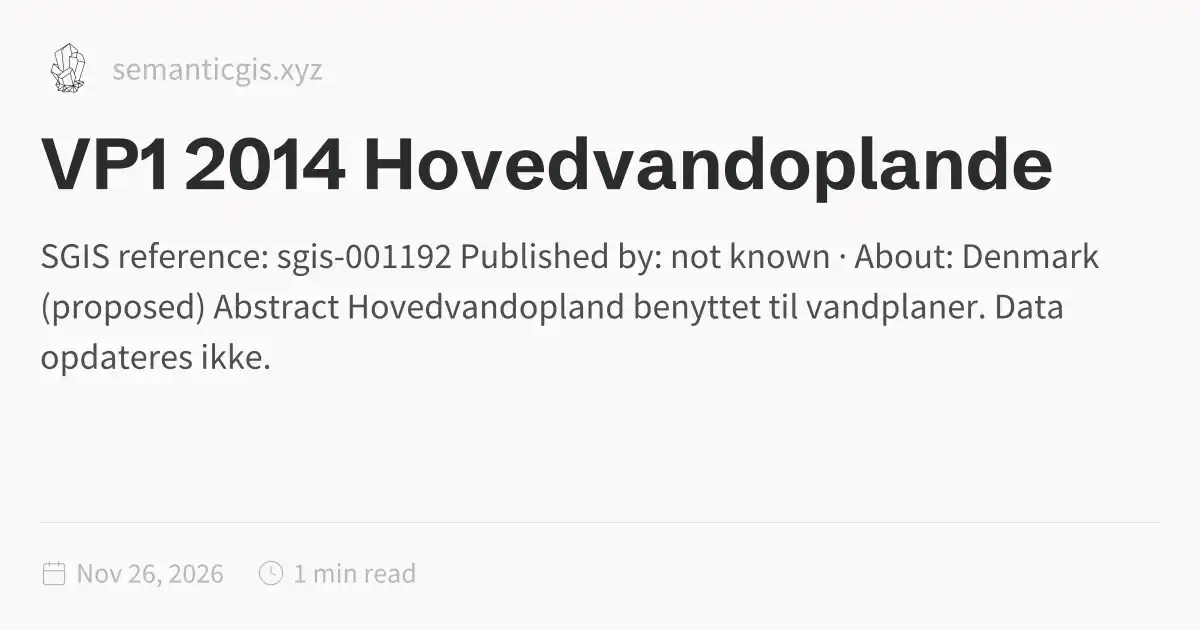 semanticgis.xyz
VP1 2014 Hovedvandoplande
SGIS reference: sgis-001192 Published by: not known · About: Denmark
(proposed) Abstract Hovedvandopland benyttet til vandplaner. Data
opdateres ikke.
Nov 26, 2026 1 min read